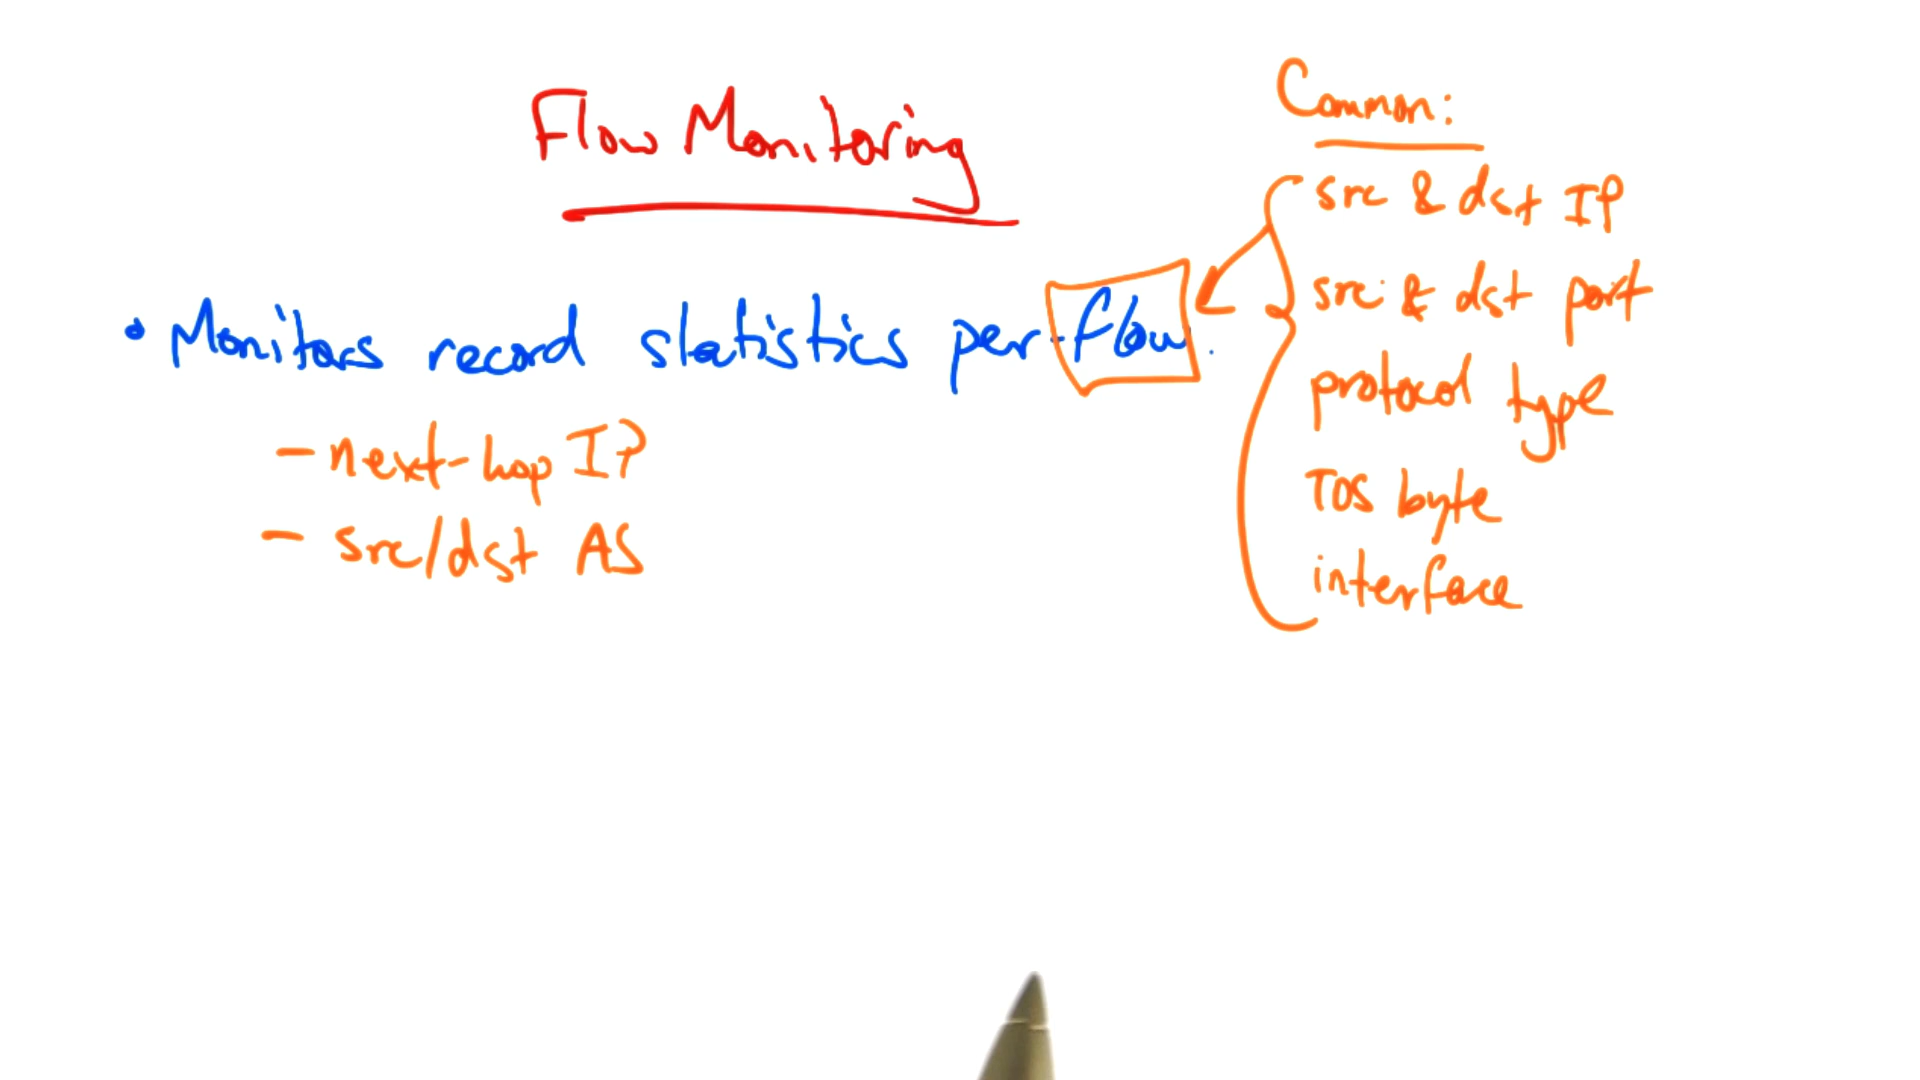 Flow Monitoring
• Monitors record statistics per-flow.
- next-hop IP
- src/dst AS
Common:
src & dst IP
src & dst port
protocol type
TOS byte
interface